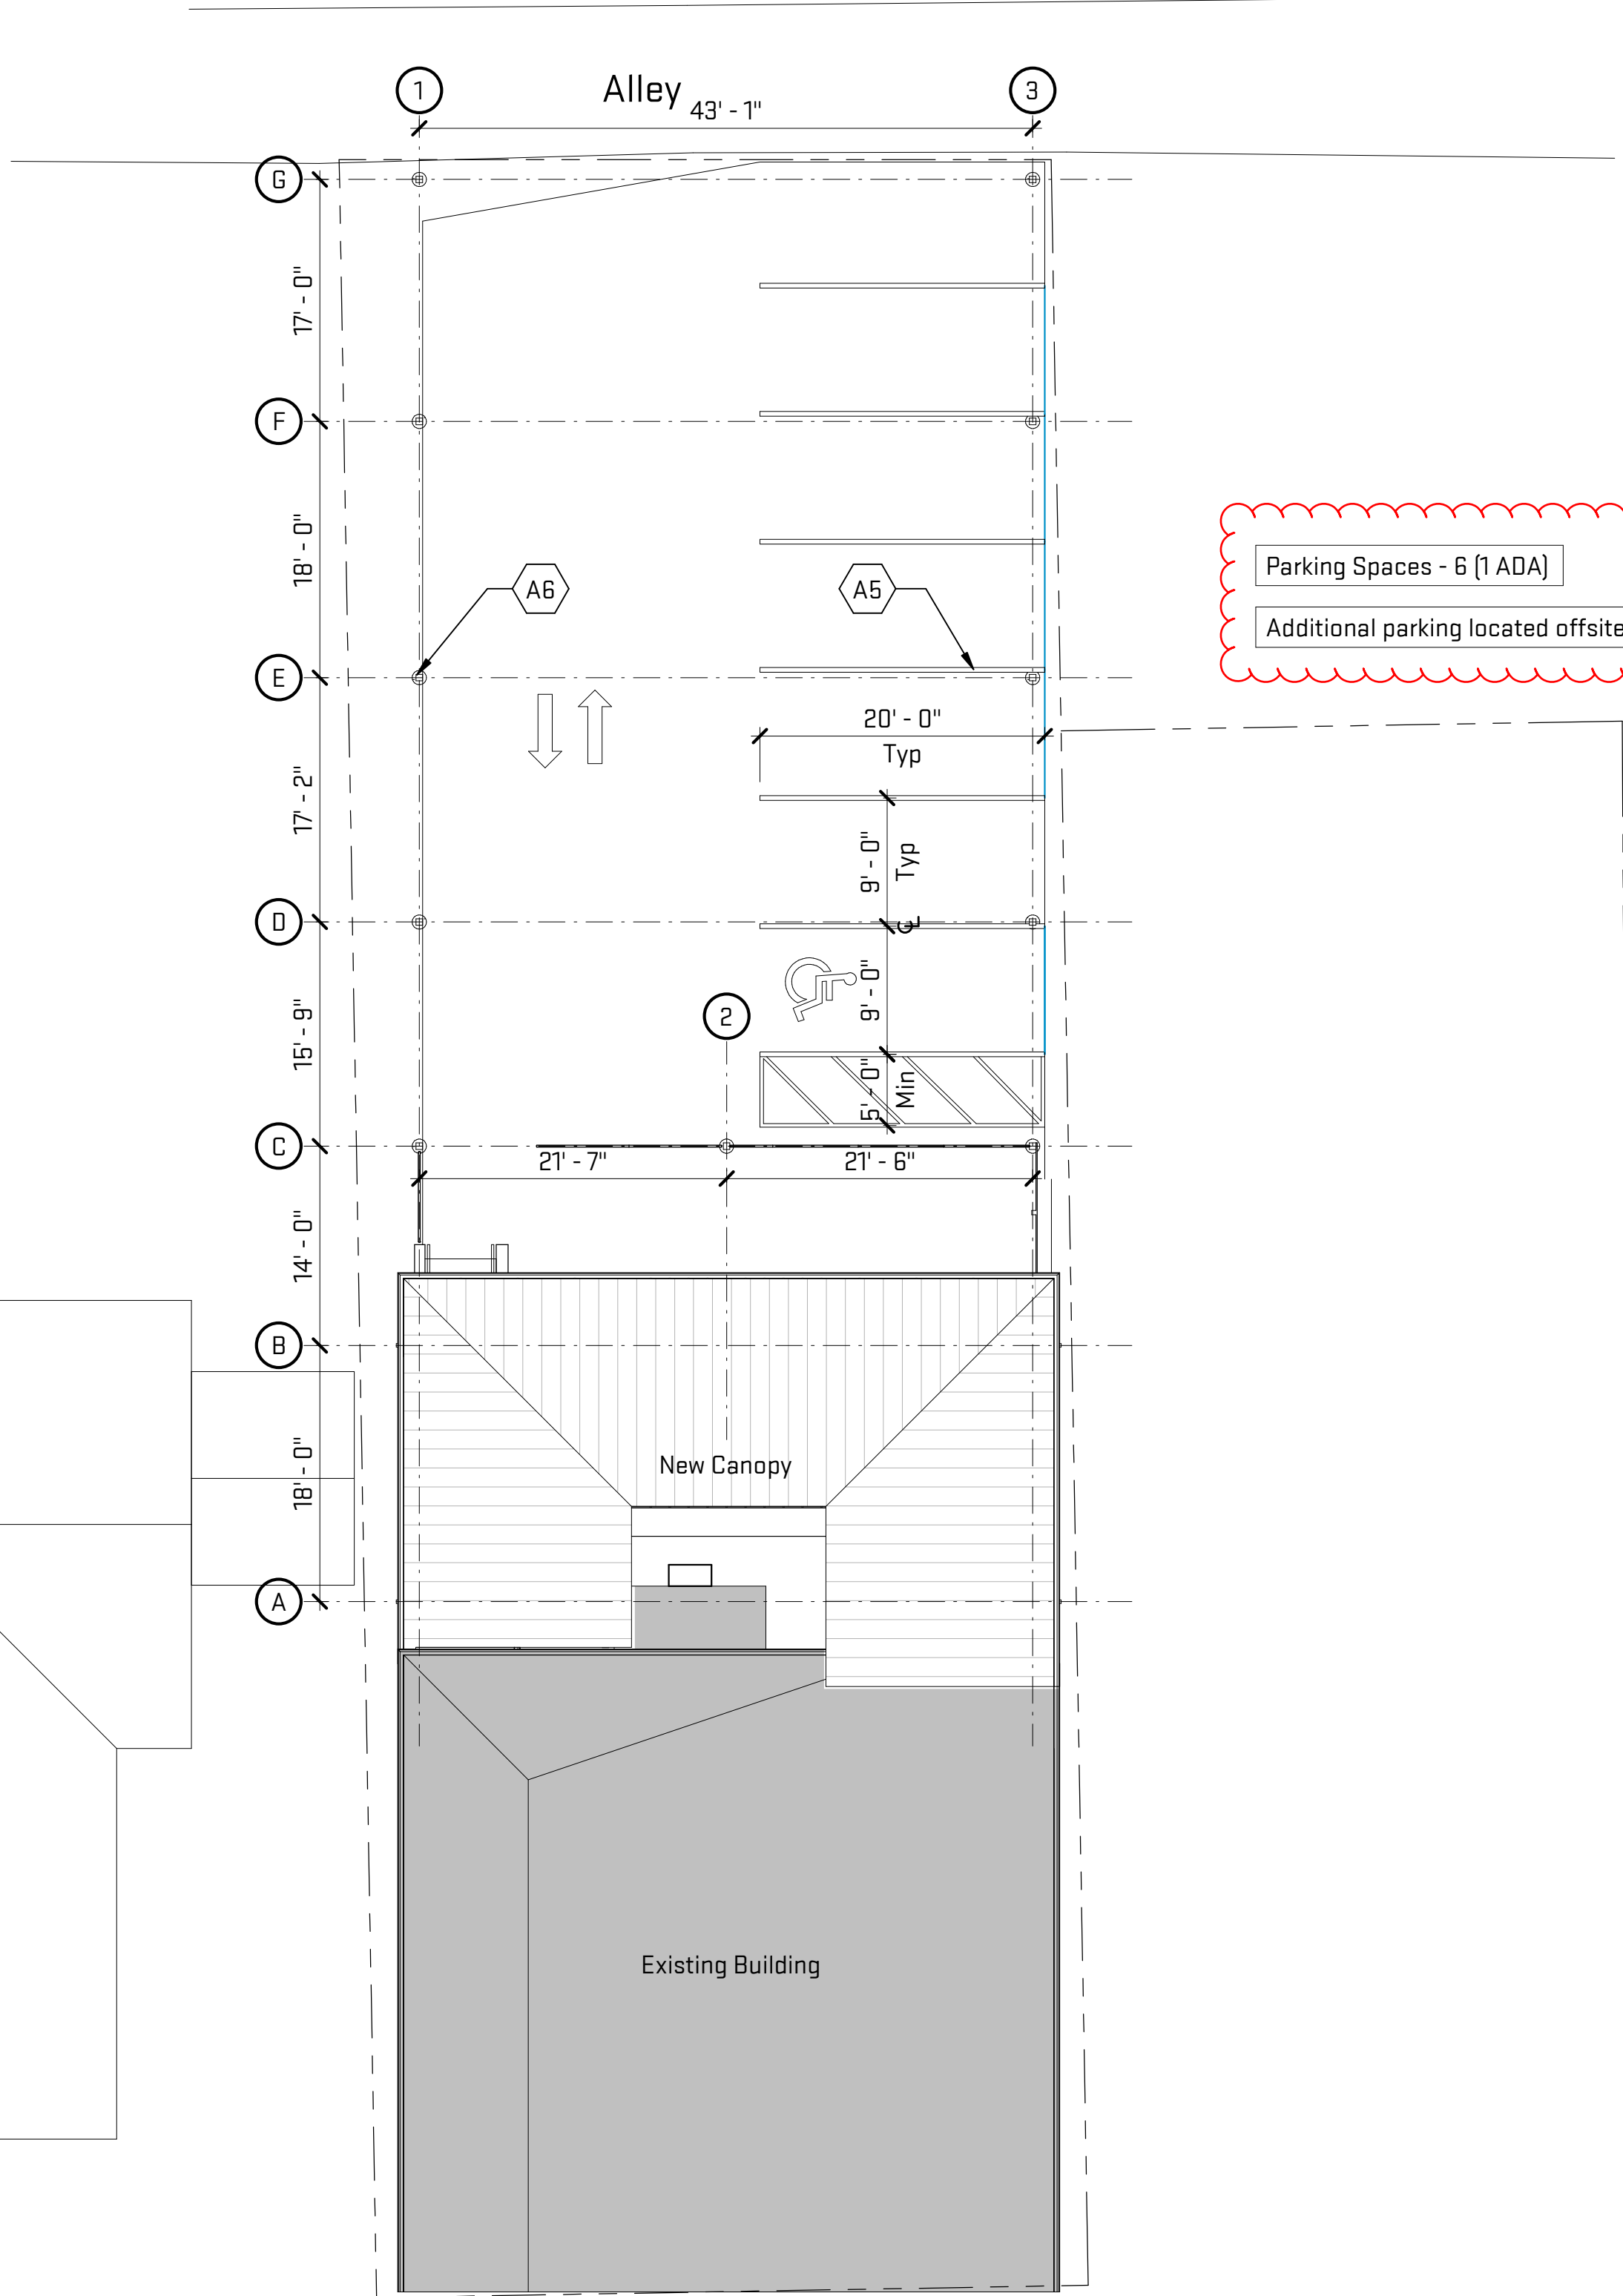 1
Alley
43' - 1"
3
G
17' - 0"
F
18' - 0"
A6
A5
Parking Spaces - 6 (1 ADA)
Additional parking located offsite
E
20' - 0"
Typ
17' - 2"
9' - 0"
Typ
D
℄
9' - 0"
2
15' - 9"
5' - 0"
Min
C
21' - 7"
21' - 6"
14' - 0"
B
New Canopy
18' - 0"
A
Existing Building